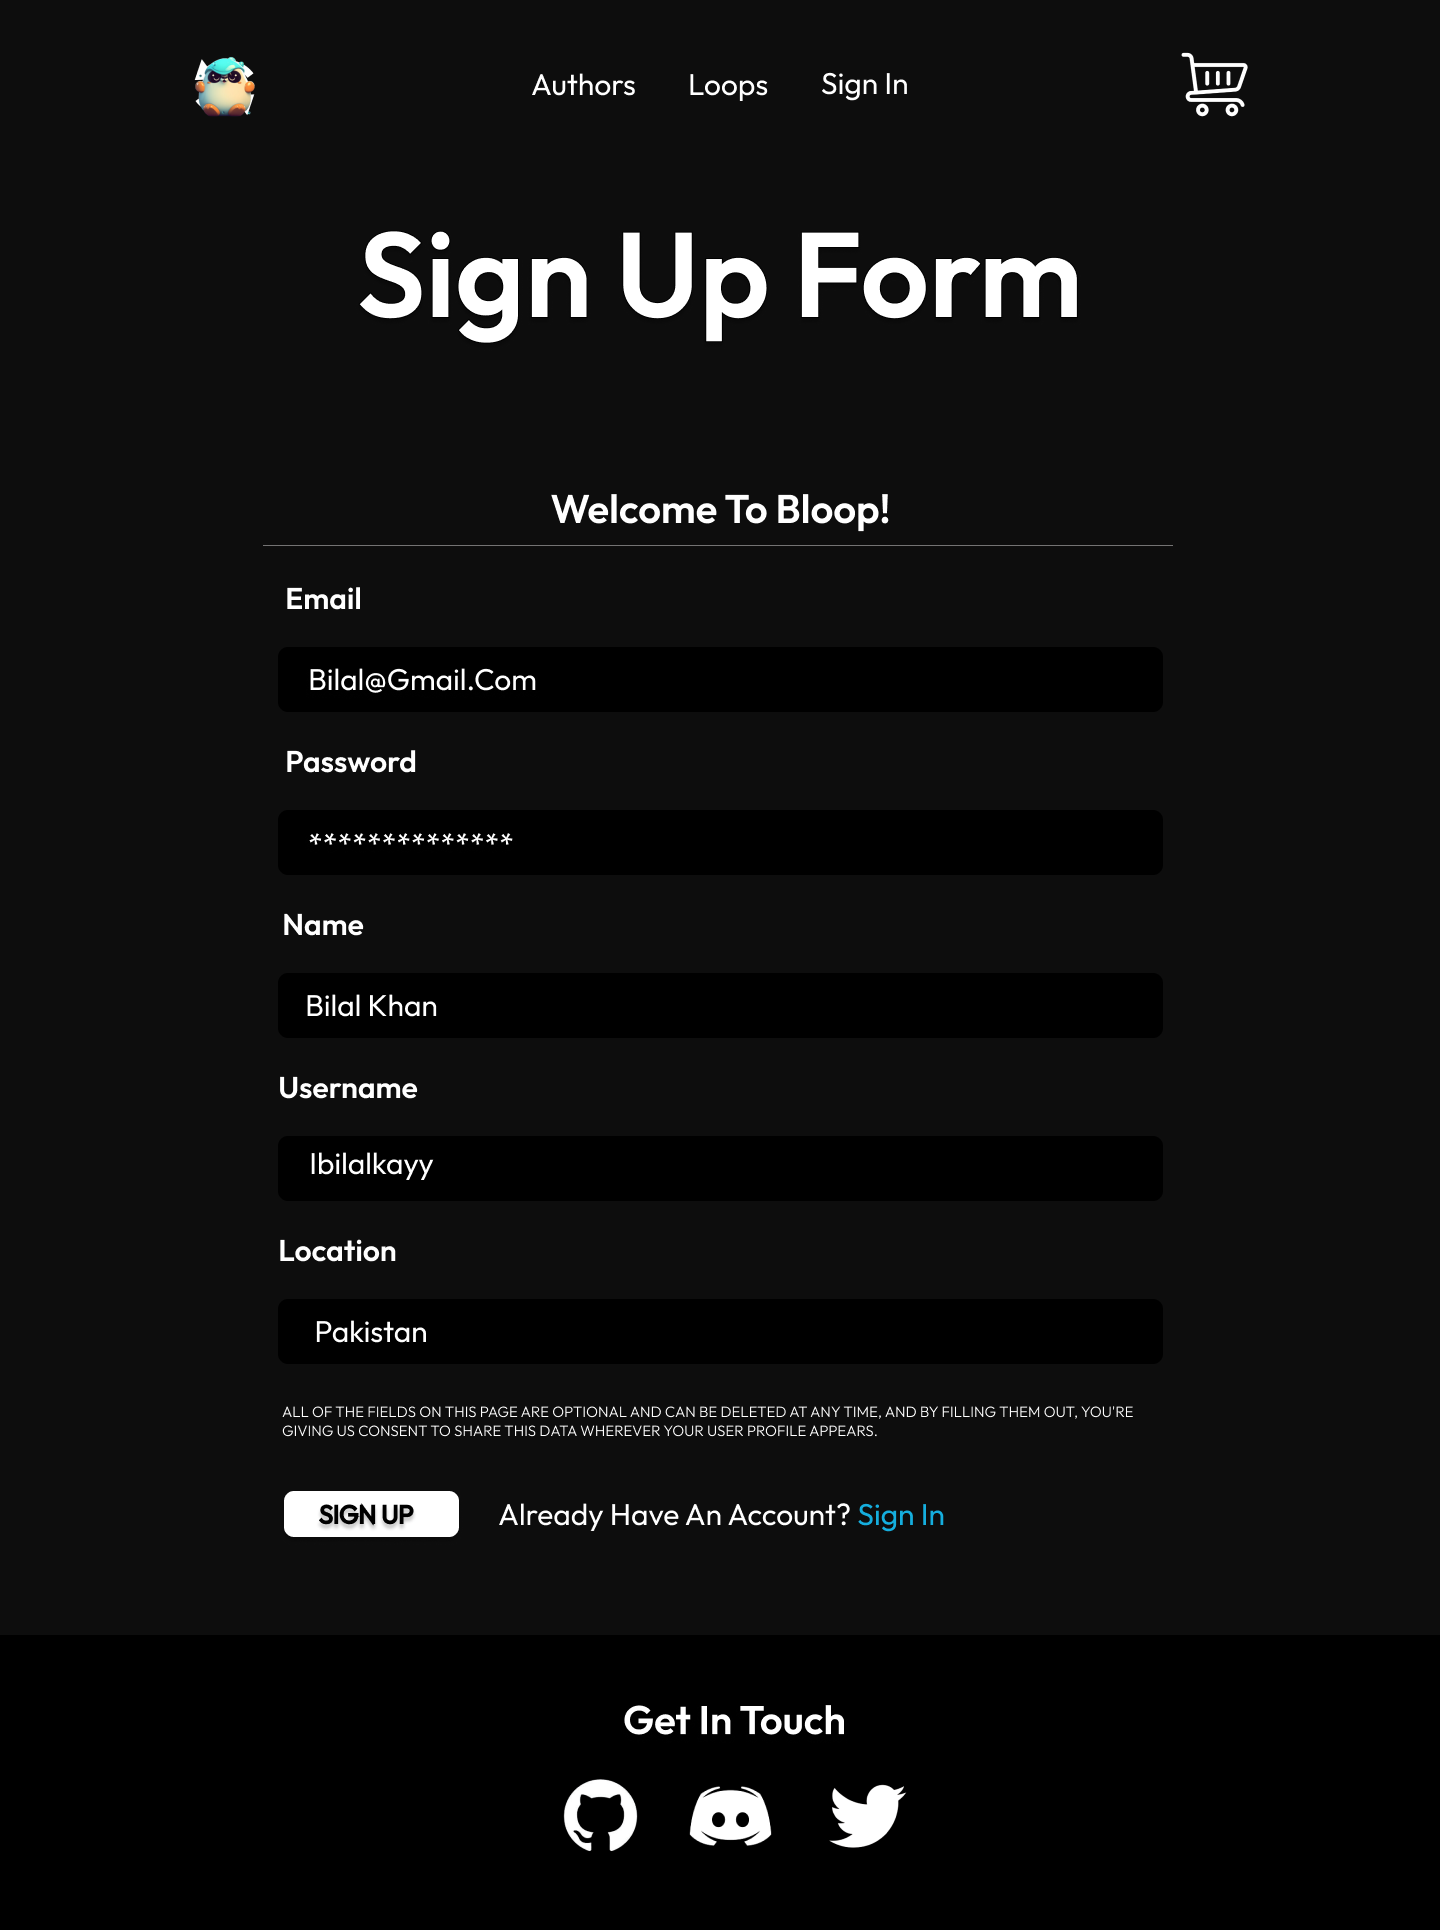 Authors Loops Sign In
Sign Up Form
Welcome To Bloop!
Email
Bilal@Gmail.Com
Password
**************
Name
Bilal Khan
Username
Ibilalkayy
Location
Pakistan
ALL OF THE FIELDS ON THIS PAGE ARE OPTIONAL AND CAN BE DELETED AT ANY TIME, AND BY FILLING THEM OUT, YOU'RE
GIVING US CONSENT TO SHARE THIS DATA WHEREVER YOUR USER PROFILE APPEARS.
SIGN UP Already Have An Account? Sign In
Get In Touch